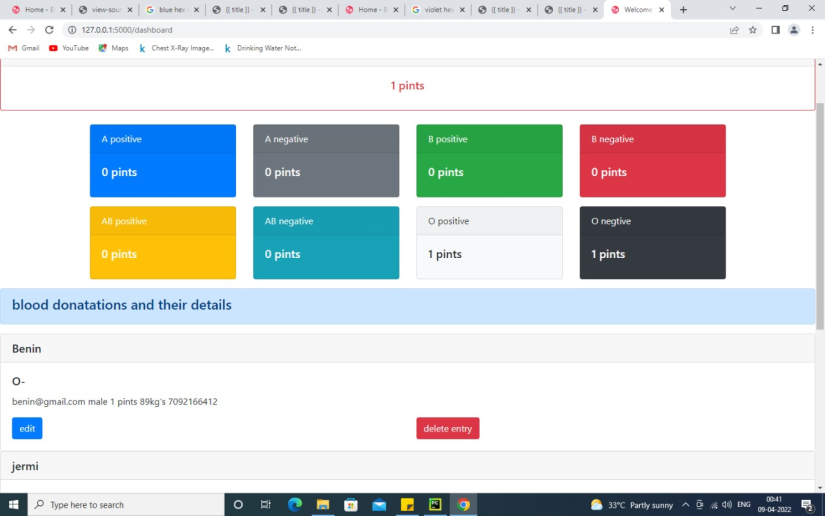 Home - B
view-sou
blue hex
{{ title }} -
{{ title }} -
Home - B
violet hex
{{ title }} -
{{ title }} -
Welcome
127.0.0.1:5000/dashboard
Gmail YouTube Maps Chest X-Ray Image... Drinking Water Not...
1 pints
A positive A negative B positive B negative
0 pints 0 pints 0 pints 0 pints
AB positive AB negative O positive O negtive
0 pints 0 pints 1 pints 1 pints
blood donatations and their details
Benin
O-
benin@gmail.com male 1 pints 89kg's 7092166412
edit delete entry
jermi
Type here to search
33°C Partly sunny
ENG
00:41
09-04-2022
2